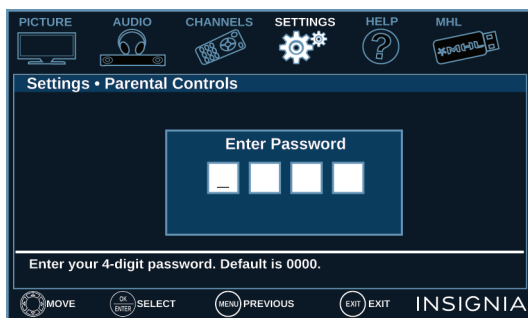 PICTURE AUDIO CHANNELS SETTINGS HELP MHL
MHL
Settings • Parental Controls
Enter Password
_
Enter your 4-digit password. Default is 0000.
MOVE OK ENTER SELECT MENU PREVIOUS EXIT EXIT INSIGNIA